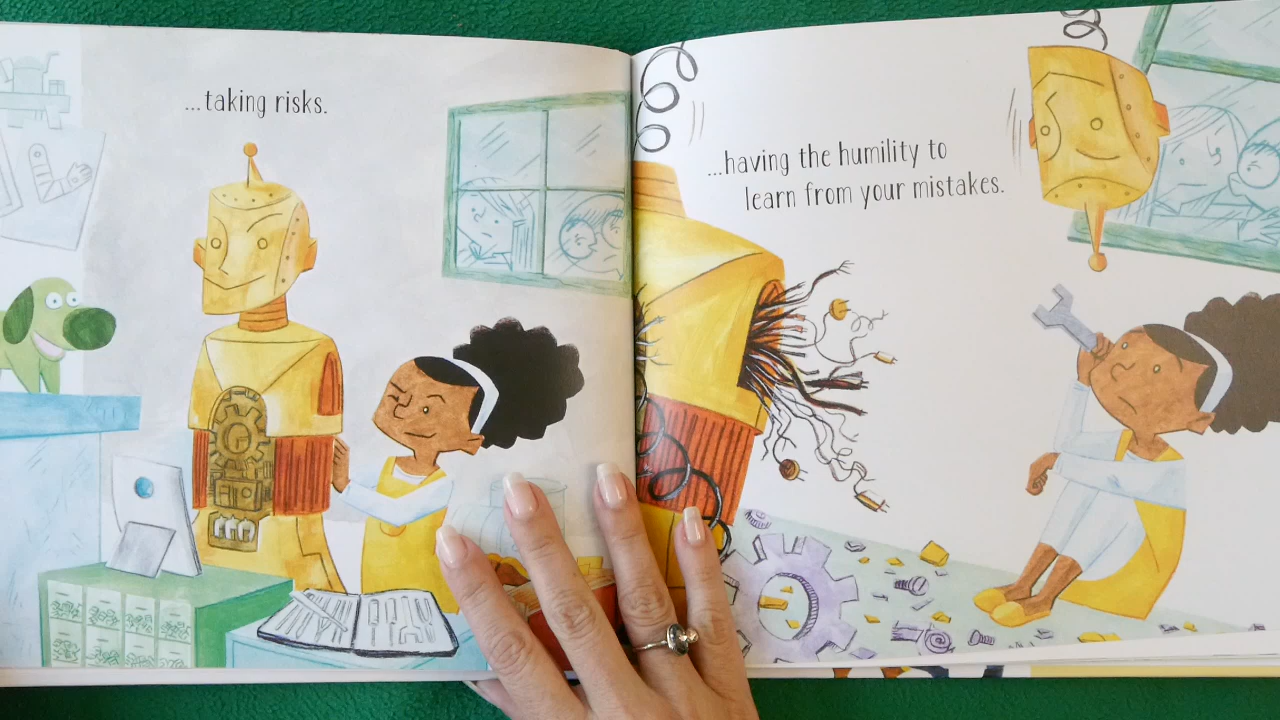 ...taking risks.
...having the humility to
learn from your mistakes.